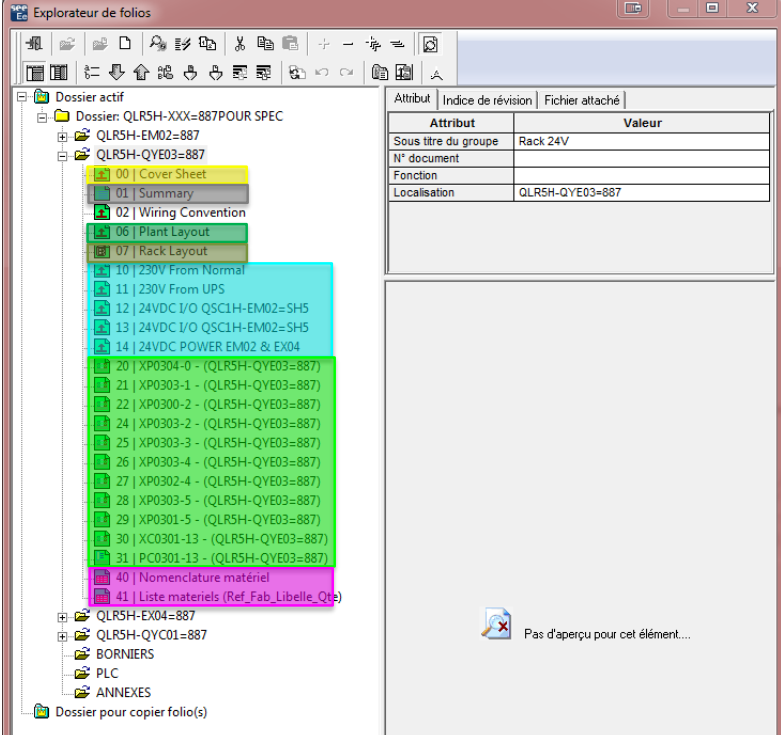 see Ee Explorateur de folios
Dossier actif
Dossier: QLR5H-XXX=887POUR SPEC
QLR5H-EM02=887
QLR5H-QYE03=887
00 | Cover Sheet
01 | Summary
02 | Wiring Convention
06 | Plant Layout
07 | Rack Layout
10 | 230V From Normal
11 | 230V From UPS
12 | 24VDC I/O QSC1H-EM02=SH5
13 | 24VDC I/O QSC1H-EM02=SH5
14 | 24VDC POWER EM02 & EX04
20 | XP0304-0 - (QLR5H-QYE03=887)
21 | XP0303-1 - (QLR5H-QYE03=887)
22 | XP0300-2 - (QLR5H-QYE03=887)
24 | XP0303-2 - (QLR5H-QYE03=887)
25 | XP0303-3 - (QLR5H-QYE03=887)
26 | XP0303-4 - (QLR5H-QYE03=887)
27 | XP0302-4 - (QLR5H-QYE03=887)
28 | XP0303-5 - (QLR5H-QYE03=887)
29 | XP0301-5 - (QLR5H-QYE03=887)
30 | XC0301-13 - (QLR5H-QYE03=887)
31 | PC0301-13 - (QLR5H-QYE03=887)
40 | Nomenclature matériel
41 | Liste materiels (Ref_Fab_Libelle_Qte)
QLR5H-EX04=887
QLR5H-QYC01=887
BORNIERS
PLC
ANNEXES
Dossier pour copier folio(s)
Attribut Indice de révision Fichier attaché
Attribut Valeur
Sous titre du groupe Rack 24V
N° document
Fonction
Localisation QLR5H-QYE03=887
Pas d'aperçu pour cet élément....